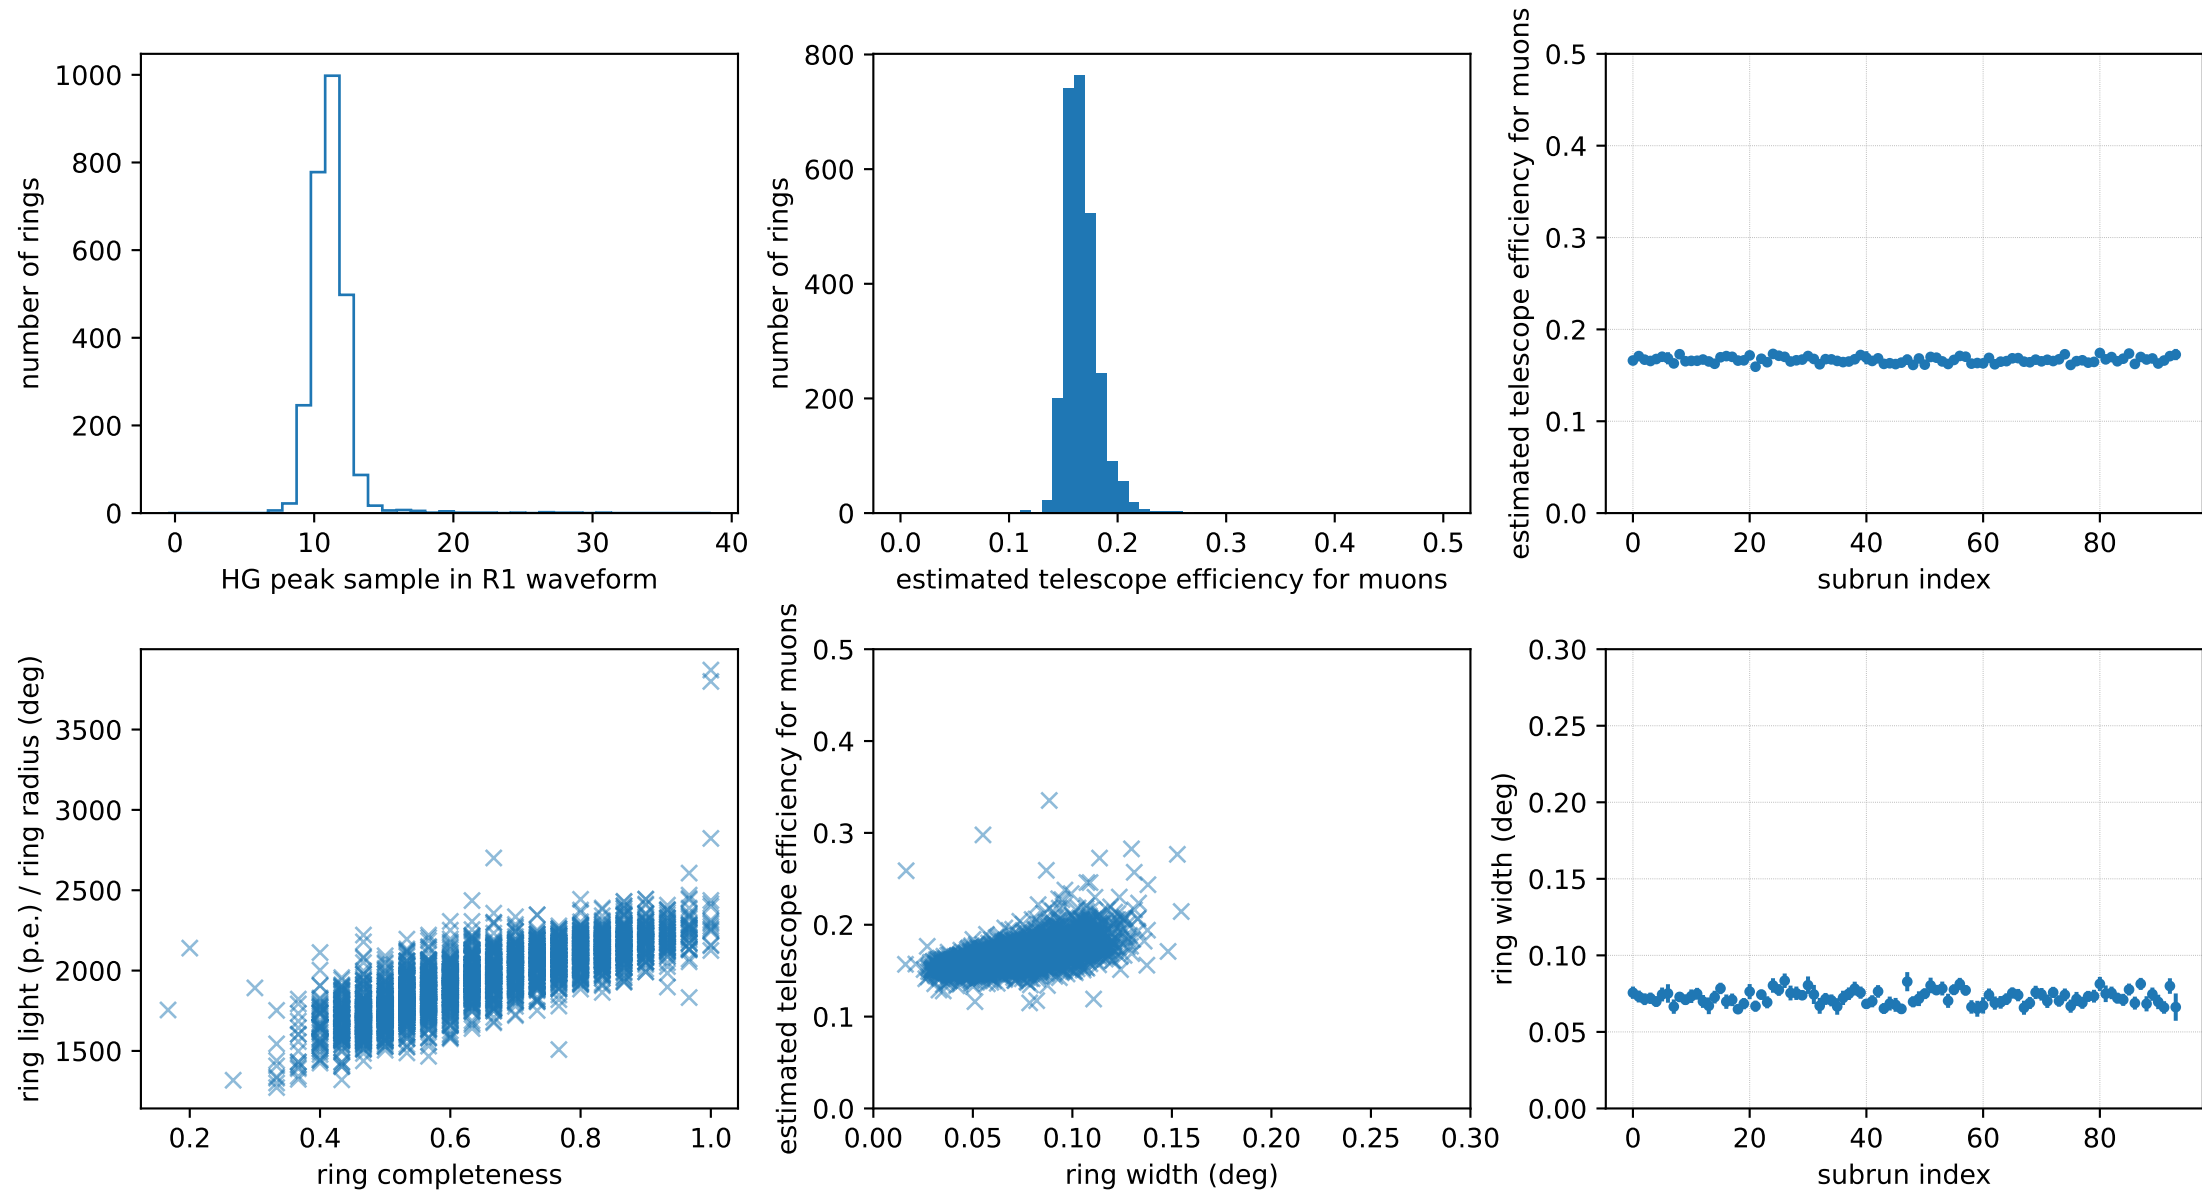 1000
800
600
400
200
0
number of rings
0 10 20 30 40
HG peak sample in R1 waveform
800
600
400
200
0
number of rings
0.0 0.1 0.2 0.3 0.4 0.5
estimated telescope efficiency for muons
0.5
0.4
0.3
0.2
0.1
0.0
estimated telescope efficiency for muons
0 20 40 60 80
subrun index
3500
3000
2500
2000
1500
ring light (p.e.) / ring radius (deg)
0.2 0.4 0.6 0.8 1.0
ring completeness
0.5
0.4
0.3
0.2
0.1
0.0
estimated telescope efficiency for muons
0.00 0.05 0.10 0.15 0.20 0.25 0.30
ring width (deg)
0.30
0.25
0.20
0.15
0.10
0.05
0.00
ring width (deg)
0 20 40 60 80
subrun index